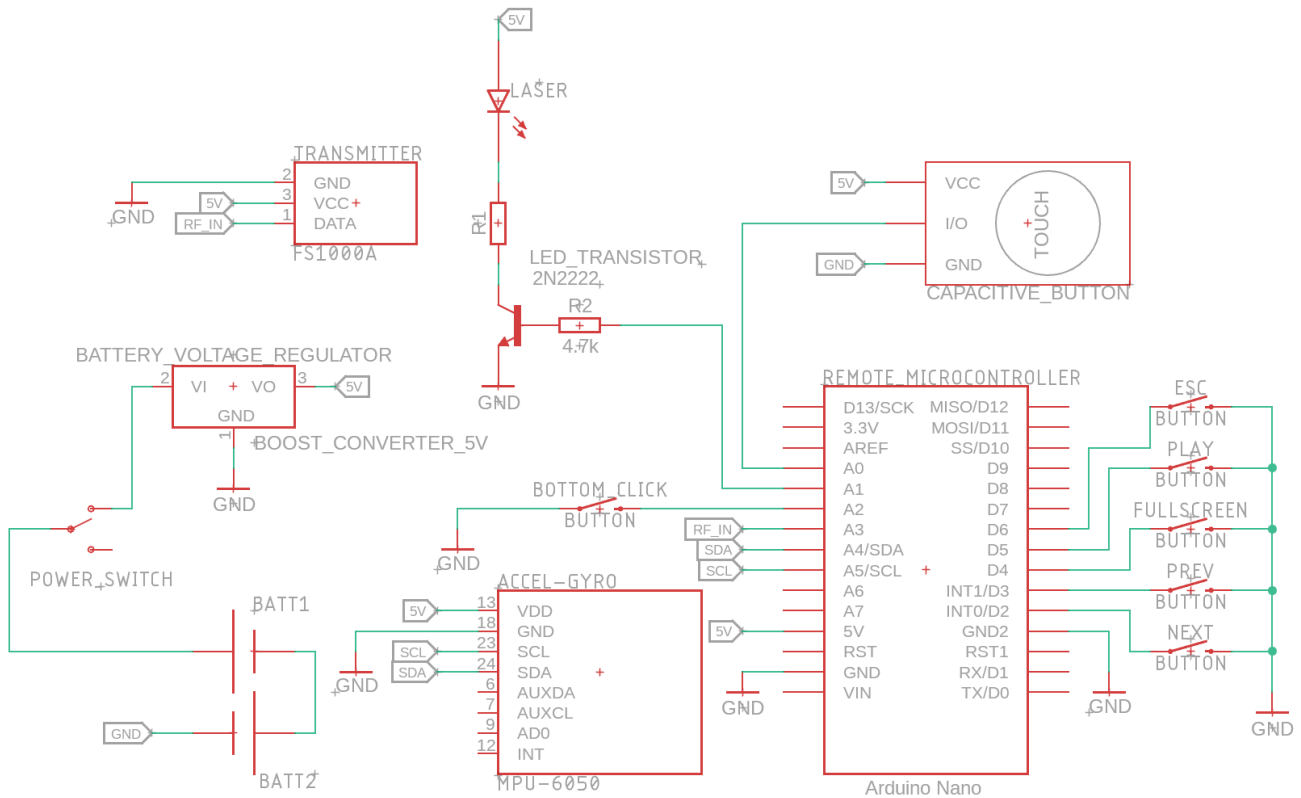 5V
LASER
TRANSMITTER
2
GND
3
VCC
1
DATA
GND
5V
RF_IN
FS1000A
R1
LED_TRANSISTOR
2N2222
R2
4.7k
GND
5V
GND
VCC
I/O
GND
TOUCH
CAPACITIVE_BUTTON
BATTERY_VOLTAGE_REGULATOR
2
VI
VO
3
5V
GND
1
BOOST_CONVERTER_5V
GND
POWER_SWITCH
BATT1
GND
BATT2
BOTTOM_CLICK
BUTTON
GND
ACCEL-GYRO
5V
13
VDD
18
GND
SCL
23
SCL
SDA
24
SDA
6
AUXDA
7
AUXCL
9
AD0
12
INT
GND
MPU-6050
REMOTE_MICROCONTROLLER
D13/SCK
MISO/D12
3.3V
MOSI/D11
AREF
SS/D10
A0
D9
A1
D8
A2
D7
RF_IN
A3
D6
SDA
A4/SDA
D5
SCL
A5/SCL
D4
A6
INT1/D3
A7
INT0/D2
5V
5V
GND2
RST
RST1
GND
RX/D1
VIN
TX/D0
GND
GND
Arduino Nano
ESC
BUTTON
PLAY
BUTTON
FULLSCREEN
BUTTON
PREV
BUTTON
NEXT
BUTTON
GND